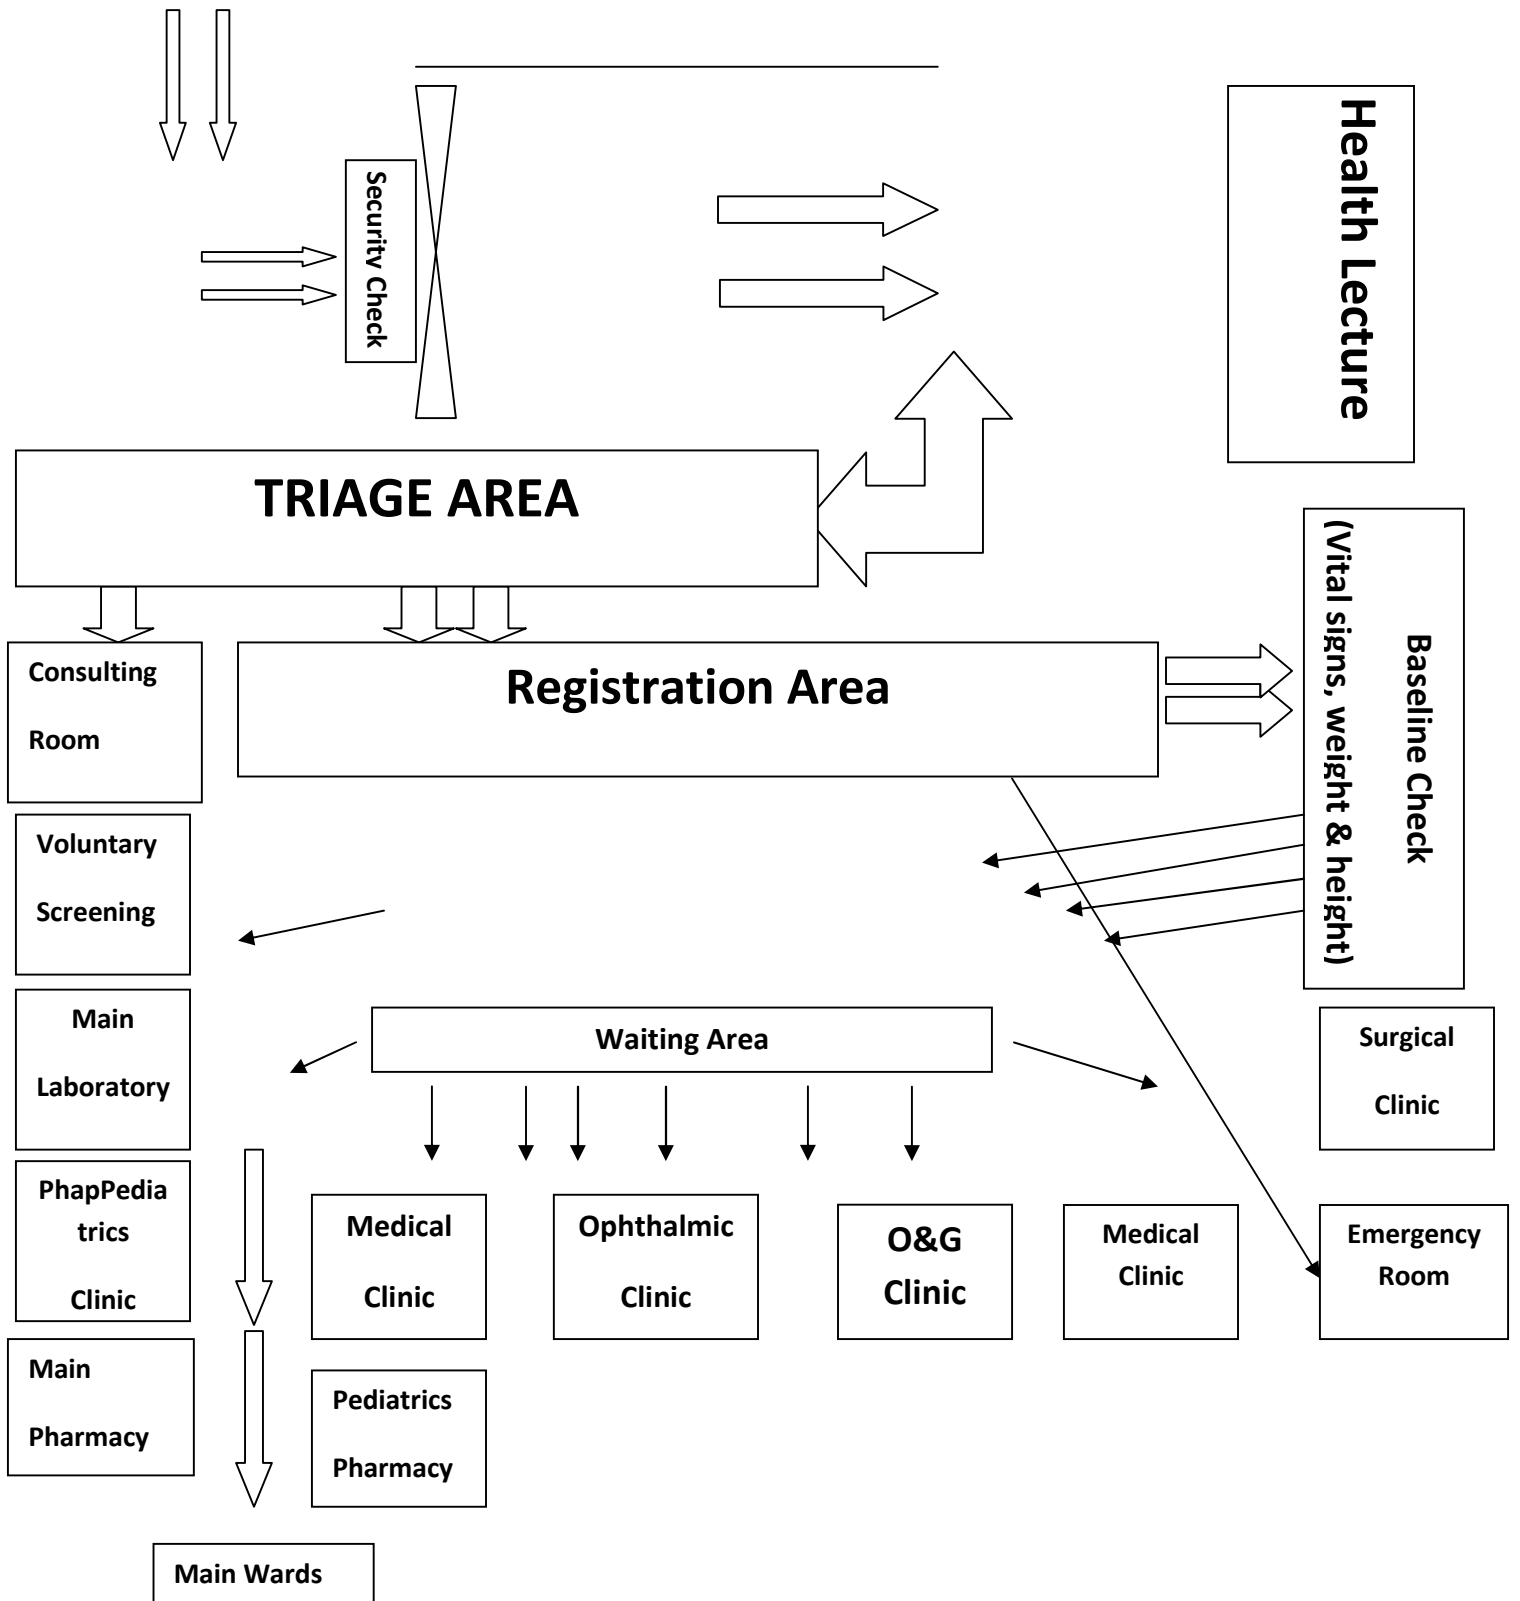 Security Check
Health Lecture
TRIAGE AREA
Baseline Check
(Vital signs, weight & height)
Consulting
Room
Registration Area
Voluntary
Screening
Main
Laboratory
Waiting Area
Surgical
Clinic
PhapPedia
trics
Clinic
Medical
Clinic
Ophthalmic
Clinic
O&G
Clinic
Medical
Clinic
Emergency
Room
Main
Pharmacy
Pediatrics
Pharmacy
Main Wards